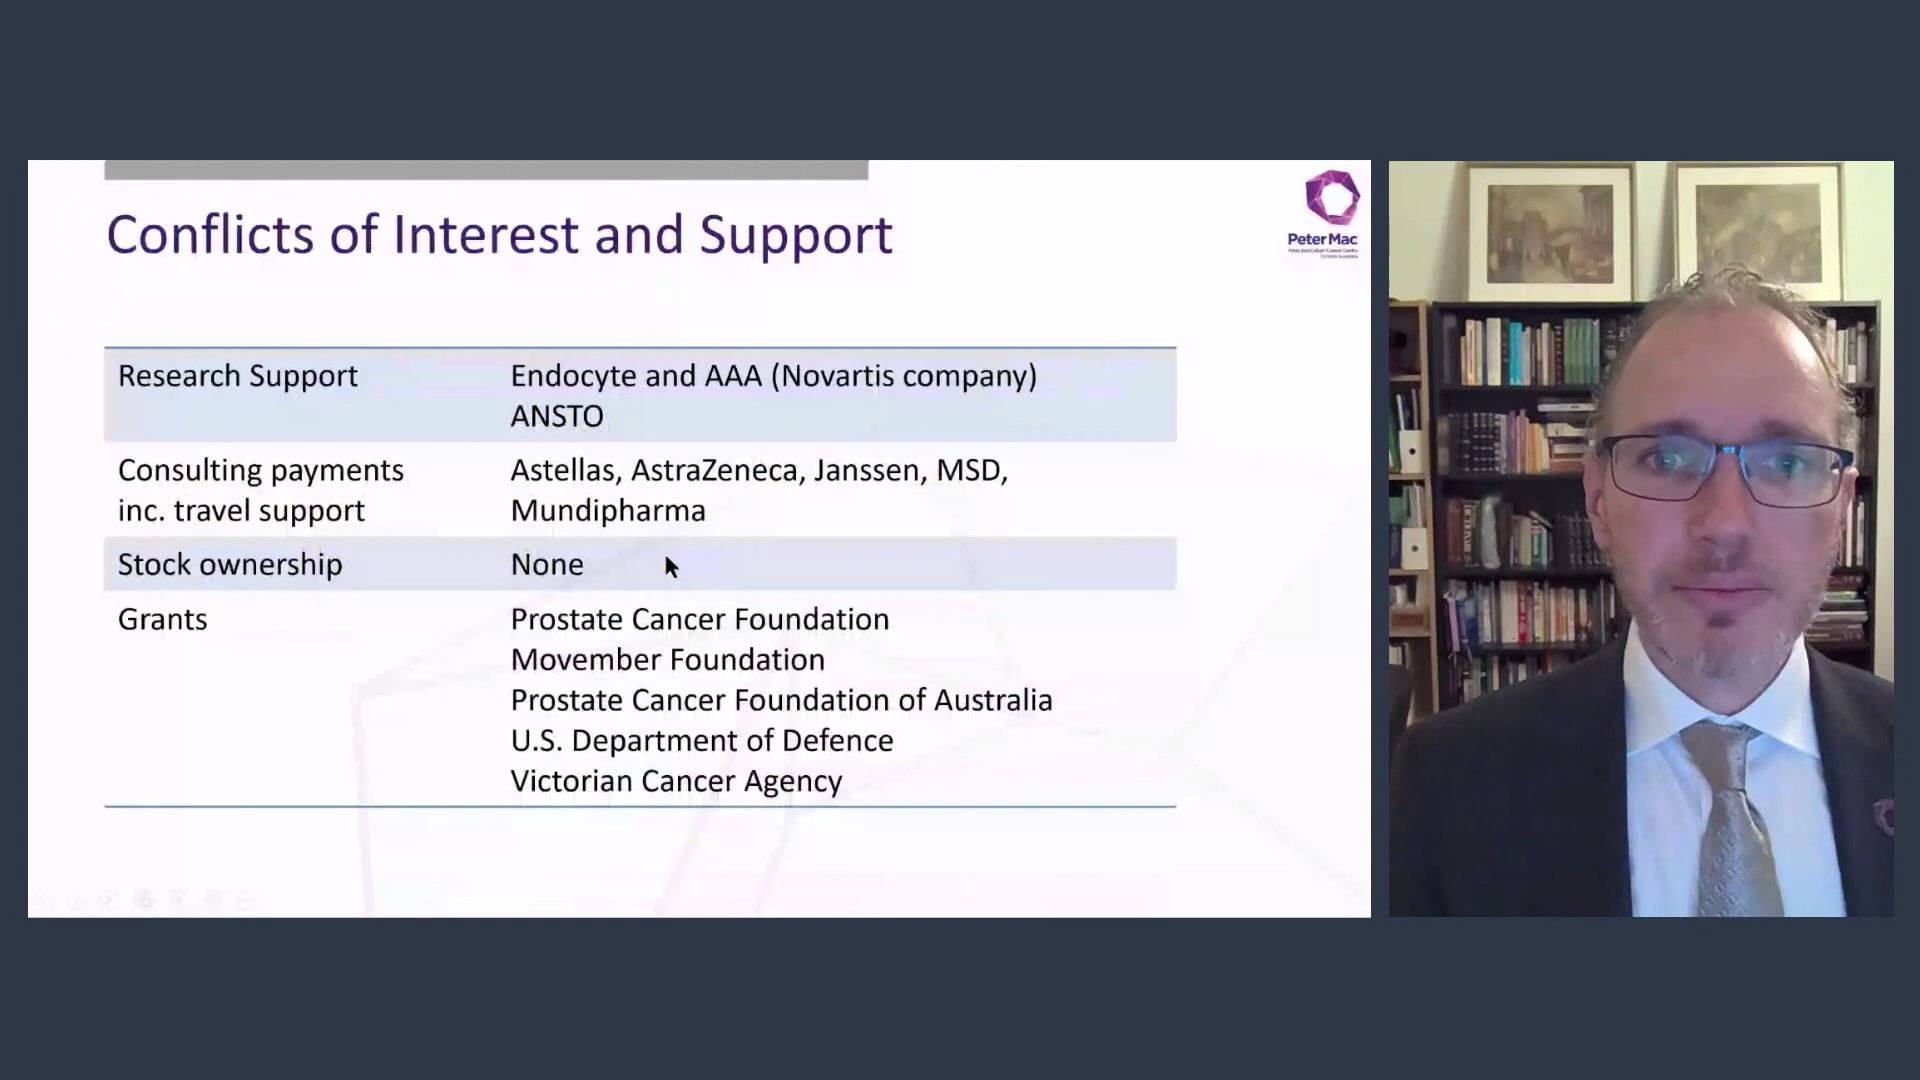 Conflicts of Interest and Support
PeterMac
Research Support
Endocyte and AAA (Novartis company)
ANSTO
Consulting payments
inc. travel support
Astellas, AstraZeneca, Janssen, MSD,
Mundipharma
Stock ownership
None
Grants
Prostate Cancer Foundation
Movember Foundation
Prostate Cancer Foundation of Australia
U.S. Department of Defence
Victorian Cancer Agency